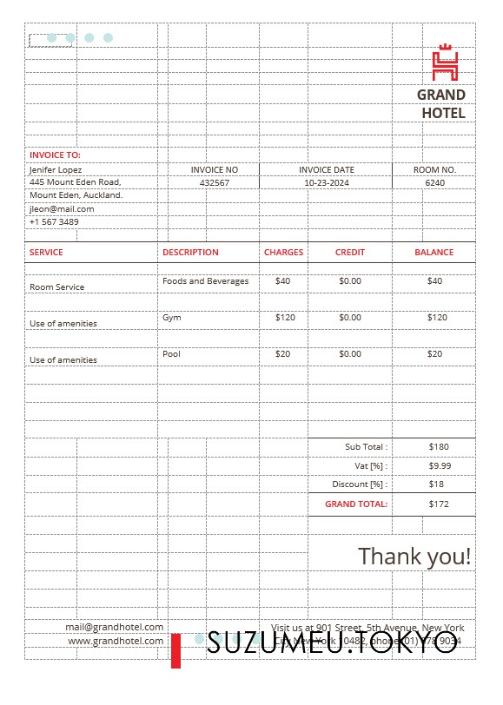 GRAND
HOTEL
INVOICE TO:
Jenifer Lopez
445 Mount Eden Road,
Mount Eden, Auckland.
jleon@mail.com
+1 567 3489
INVOICE NO INVOICE DATE ROOM NO.
432567 10-23-2024 6240
SERVICE DESCRIPTION CHARGES CREDIT BALANCE
Room Service Foods and Beverages $40 $0.00 $40
Use of amenities Gym $120 $0.00 $120
Use of amenities Pool $20 $0.00 $20
Sub Total : $180
Vat [%] : $9.99
Discount [%] : $18
GRAND TOTAL: $172
Thank you!
mail@grandhotel.com Visit us at 901 Street, 5th Avenue, New York
www.grandhotel.com City New York 10482, phone (01) 978 9034
SUZUMEU.TOKYO